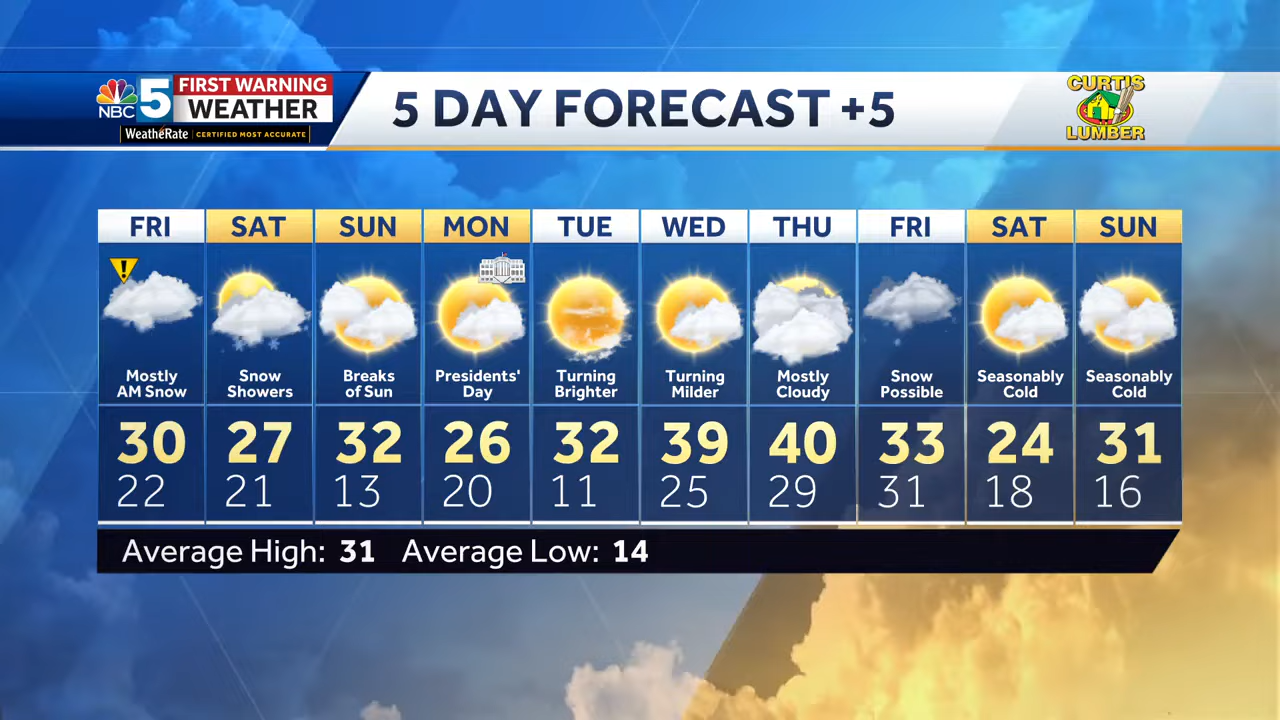 NBC 5 FIRST WARNING
WEATHER
WeatheRate CERTIFIED MOST ACCURATE
5 DAY FORECAST +5
CURTIS
LUMBER
FRI SAT SUN MON TUE WED THU FRI SAT SUN
!
Mostly Snow Breaks Presidents' Turning Turning Mostly Snow Seasonably Seasonably
AM Snow Showers of Sun Day Brighter Milder Cloudy Possible Cold Cold
30 27 32 26 32 39 40 33 24 31
22 21 13 20 11 25 29 31 18 16
Average High: 31 Average Low: 14